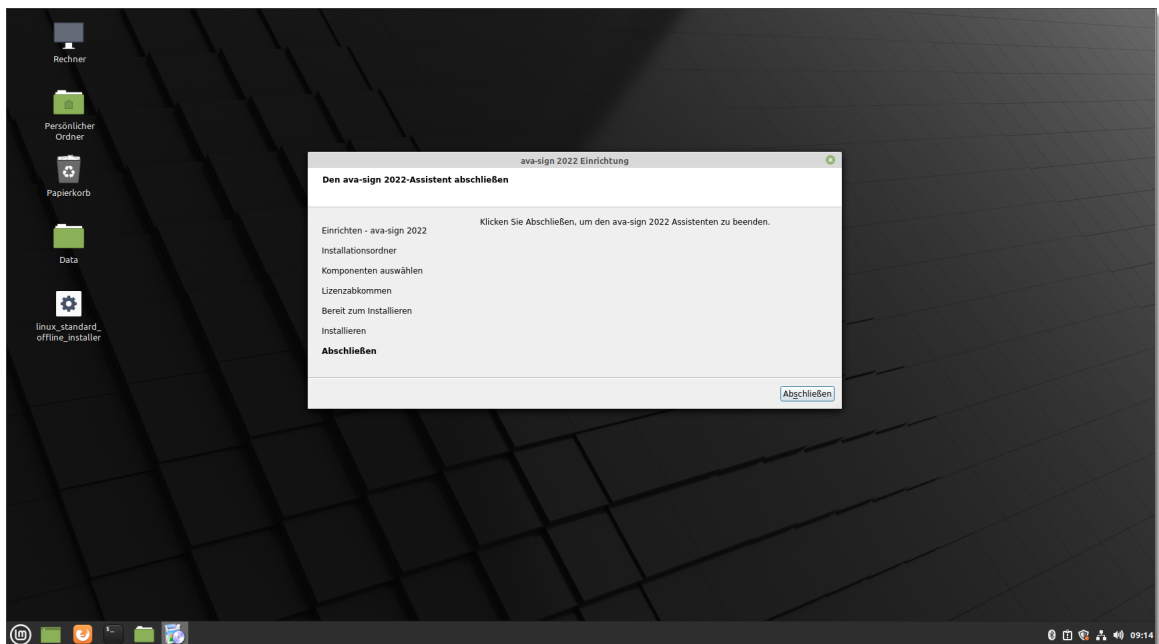 Rechner
Persönlicher
Ordner
Papierkorb
Data
linux_standard_
offline_installer
ava-sign 2022 Einrichtung
Den ava-sign 2022-Assistent abschließen
Einrichten - ava-sign 2022
Installationsordner
Komponenten auswählen
Lizenzabkommen
Bereit zum Installieren
Installieren
Abschließen
Klicken Sie Abschließen, um den ava-sign 2022 Assistenten zu beenden.
Abschließen
09:14